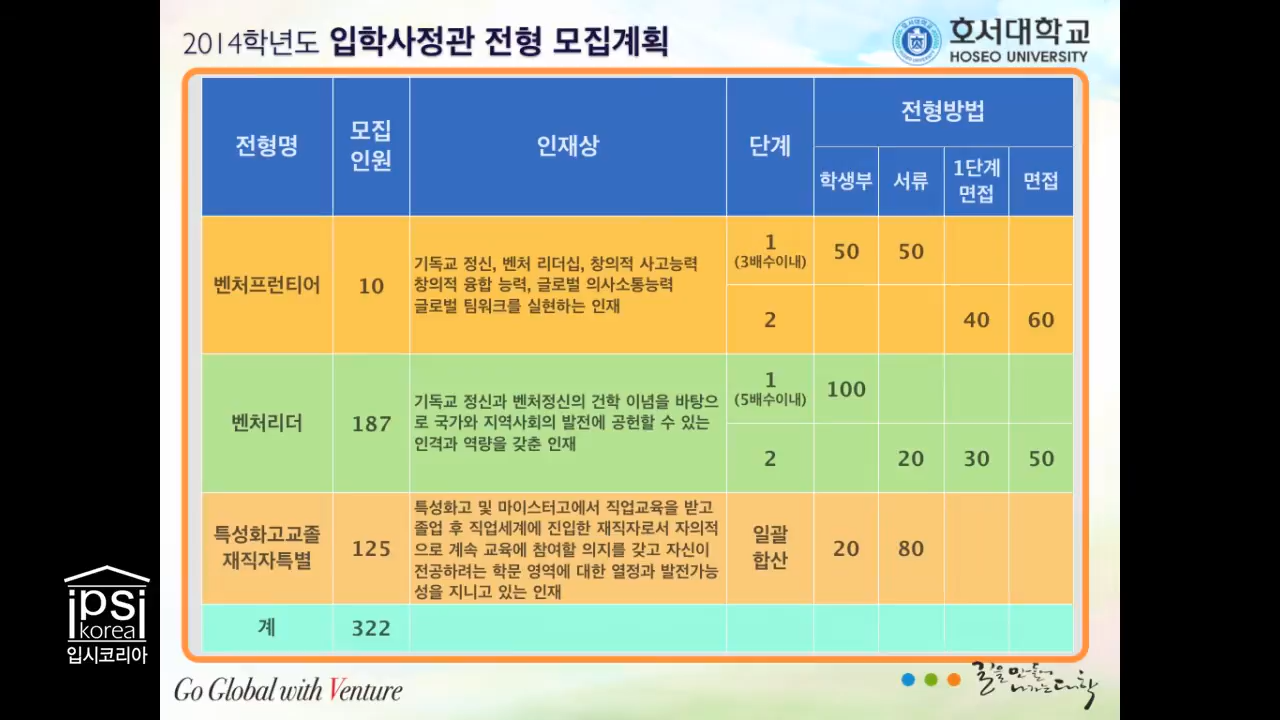 2014학년도 입학사정관 전형 모집계획
호서대학교
HOSEO UNIVERSITY
전형명
모집
인원
인재상
단계
전형방법
학생부
서류
1단계
면접
면접
벤처프런티어
10
기독교 정신, 벤처 리더십, 창의적 사고능력
창의적 융합 능력, 글로벌 의사소통능력
글로벌 팀워크를 실현하는 인재
1
(3배수이내)
50
50
2
40
60
벤처리더
187
기독교 정신과 벤처정신의 건학 이념을 바탕으
로 국가와 지역사회의 발전에 공헌할 수 있는
인격과 역량을 갖춘 인재
1
(5배수이내)
100
2
20
30
50
특성화고교졸
재직자특별
125
특성화고 및 마이스터고에서 직업교육을 받고
졸업 후 직업세계에 진입한 재직자로서 자의적
으로 계속 교육에 참여할 의지를 갖고 자신이
전공하려는 학문 영역에 대한 열정과 발전가능
성을 지니고 있는 인재
일괄
합산
20
80
계
322
ipsi
korea
입시코리아
Go Global with Venture
꿈을 만들어
나가는 대학